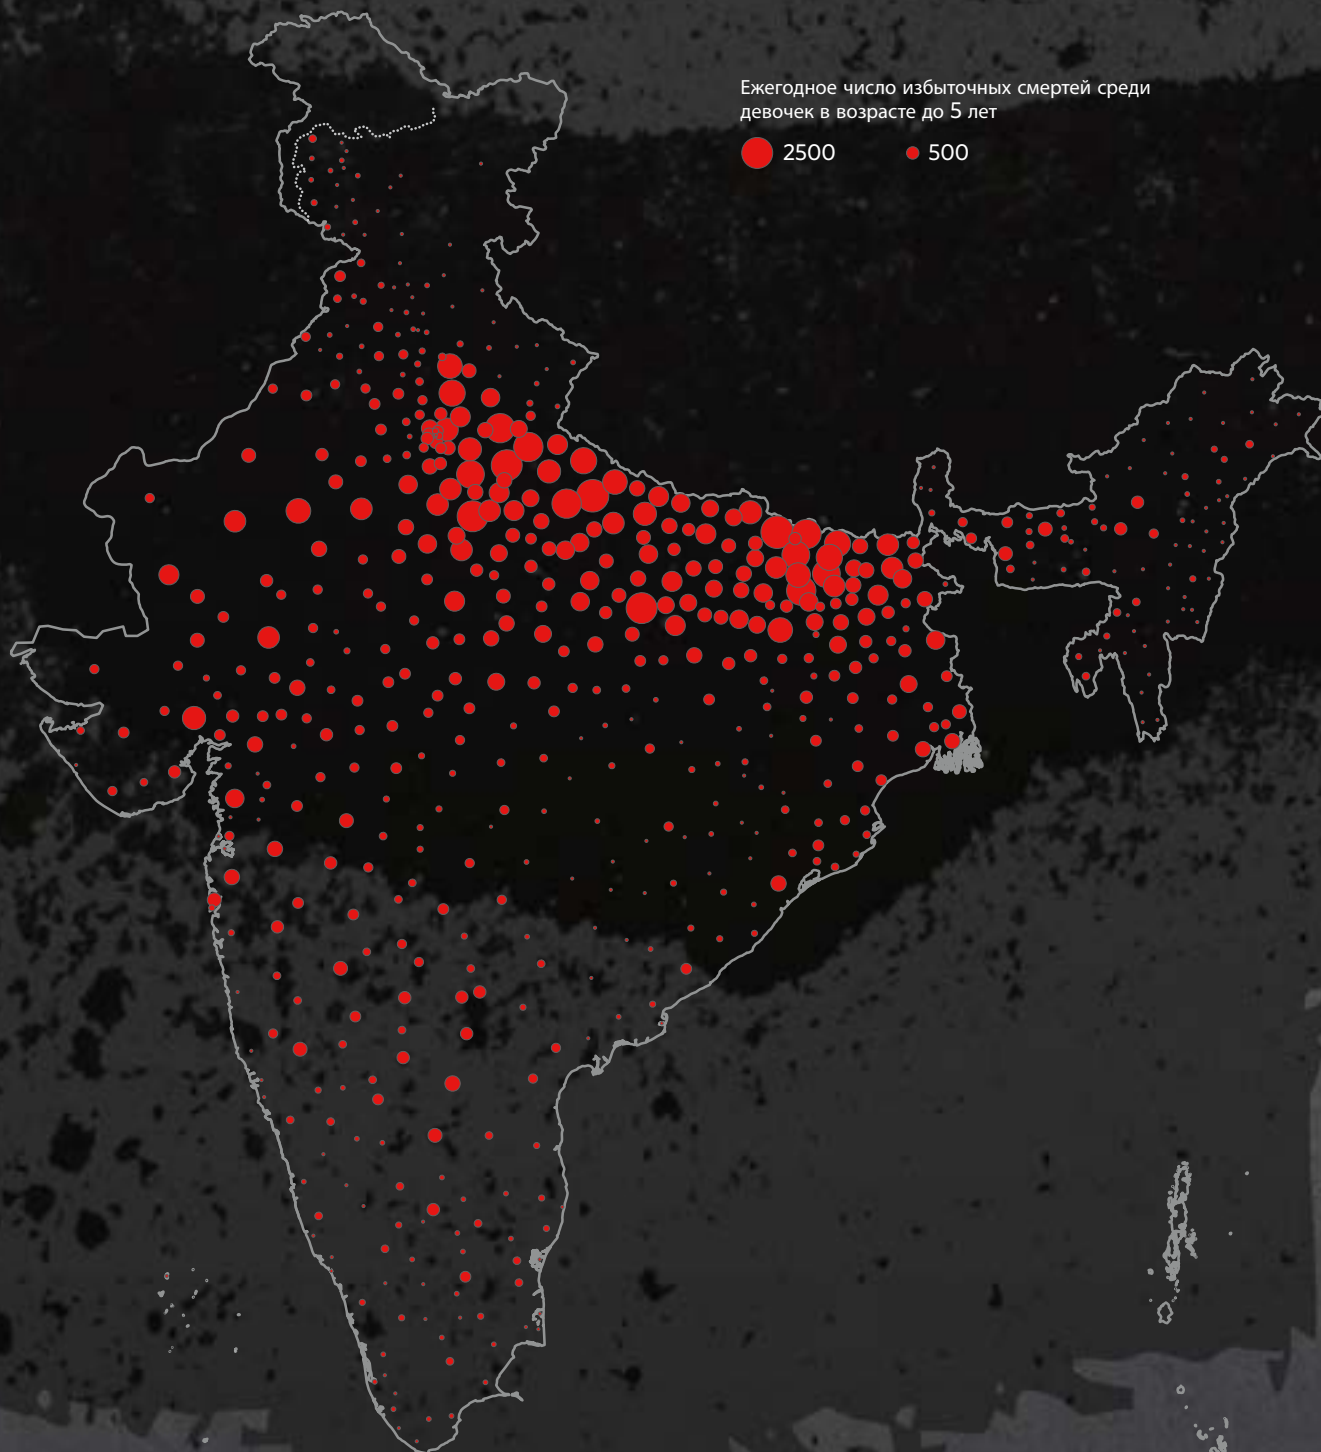 Ежегодное число избыточных смертей среди
девочек в возрасте до 5 лет
2500 500